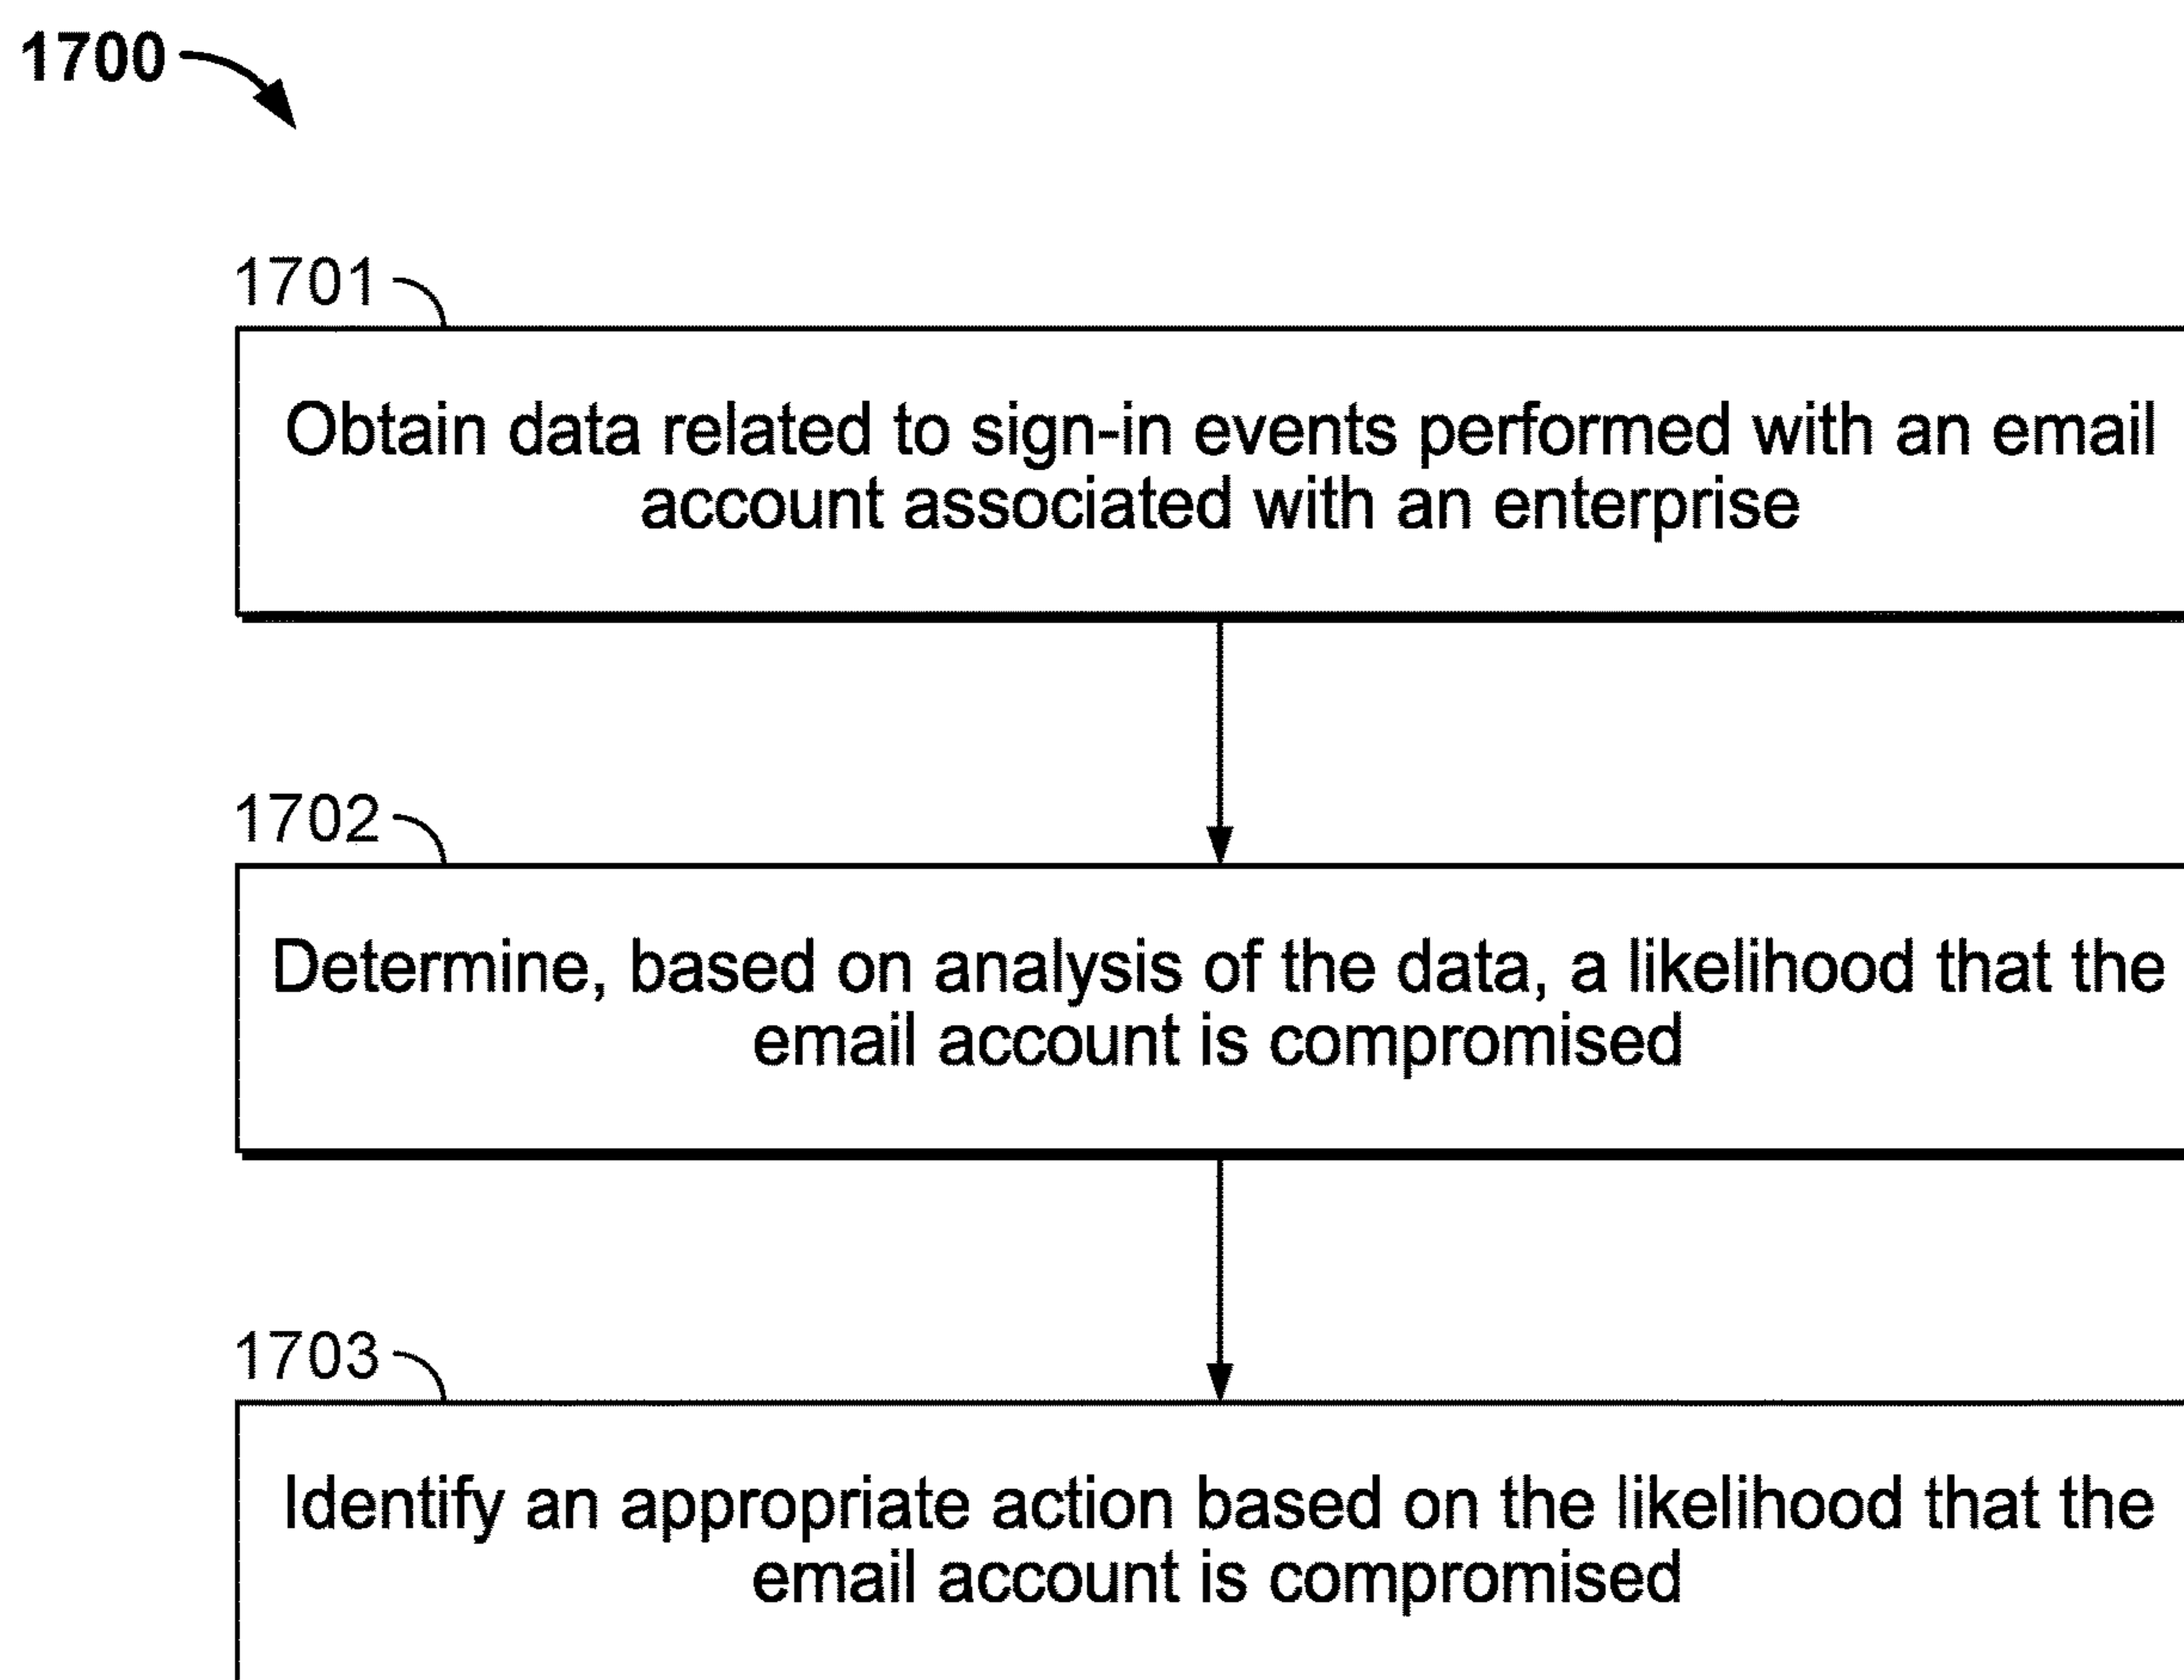 1700
1701
Obtain data related to sign-in events performed with an email
account associated with an enterprise
1702
Determine, based on analysis of the data, a likelihood that the
email account is compromised
1703
Identify an appropriate action based on the likelihood that the
email account is compromised